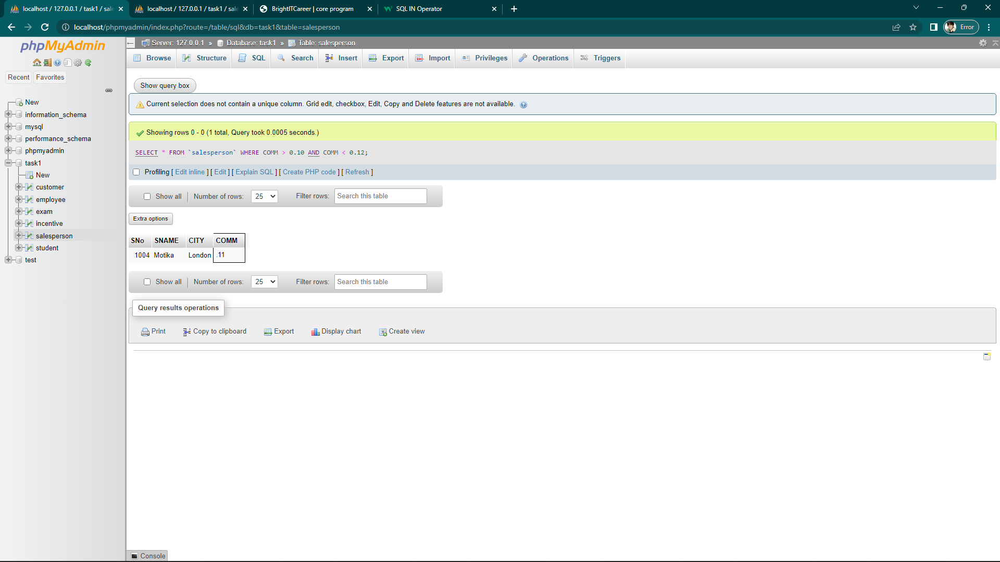 localhost / 127.0.0.1 / task1 / sale
localhost / 127.0.0.1 / task1 / sale
BrightITCareer | core program
SQL IN Operator
localhost/phpmyadmin/index.php?route=/table/sql&db=task1&table=salesperson
Error
phpMyAdmin
Server: 127.0.0.1 » Database: task1 » Table: salesperson
Browse Structure SQL Search Insert Export Import Privileges Operations Triggers
Recent Favorites
New
information_schema
mysql
performance_schema
phpmyadmin
task1
New
customer
employee
exam
incentive
salesperson
student
test
Show query box
Current selection does not contain a unique column. Grid edit, checkbox, Edit, Copy and Delete features are not available.
Showing rows 0 - 0 (1 total, Query took 0.0005 seconds.)
SELECT * FROM `salesperson` WHERE COMM > 0.10 AND COMM < 0.12;
Profiling [ Edit inline ] [ Edit ] [ Explain SQL ] [ Create PHP code ] [ Refresh ]
Show all | Number of rows: 25 Filter rows: Search this table
Extra options
SNo SNAME CITY COMM
1004 Motika London .11
Show all | Number of rows: 25 Filter rows: Search this table
Query results operations
Print Copy to clipboard Export Display chart Create view
Console